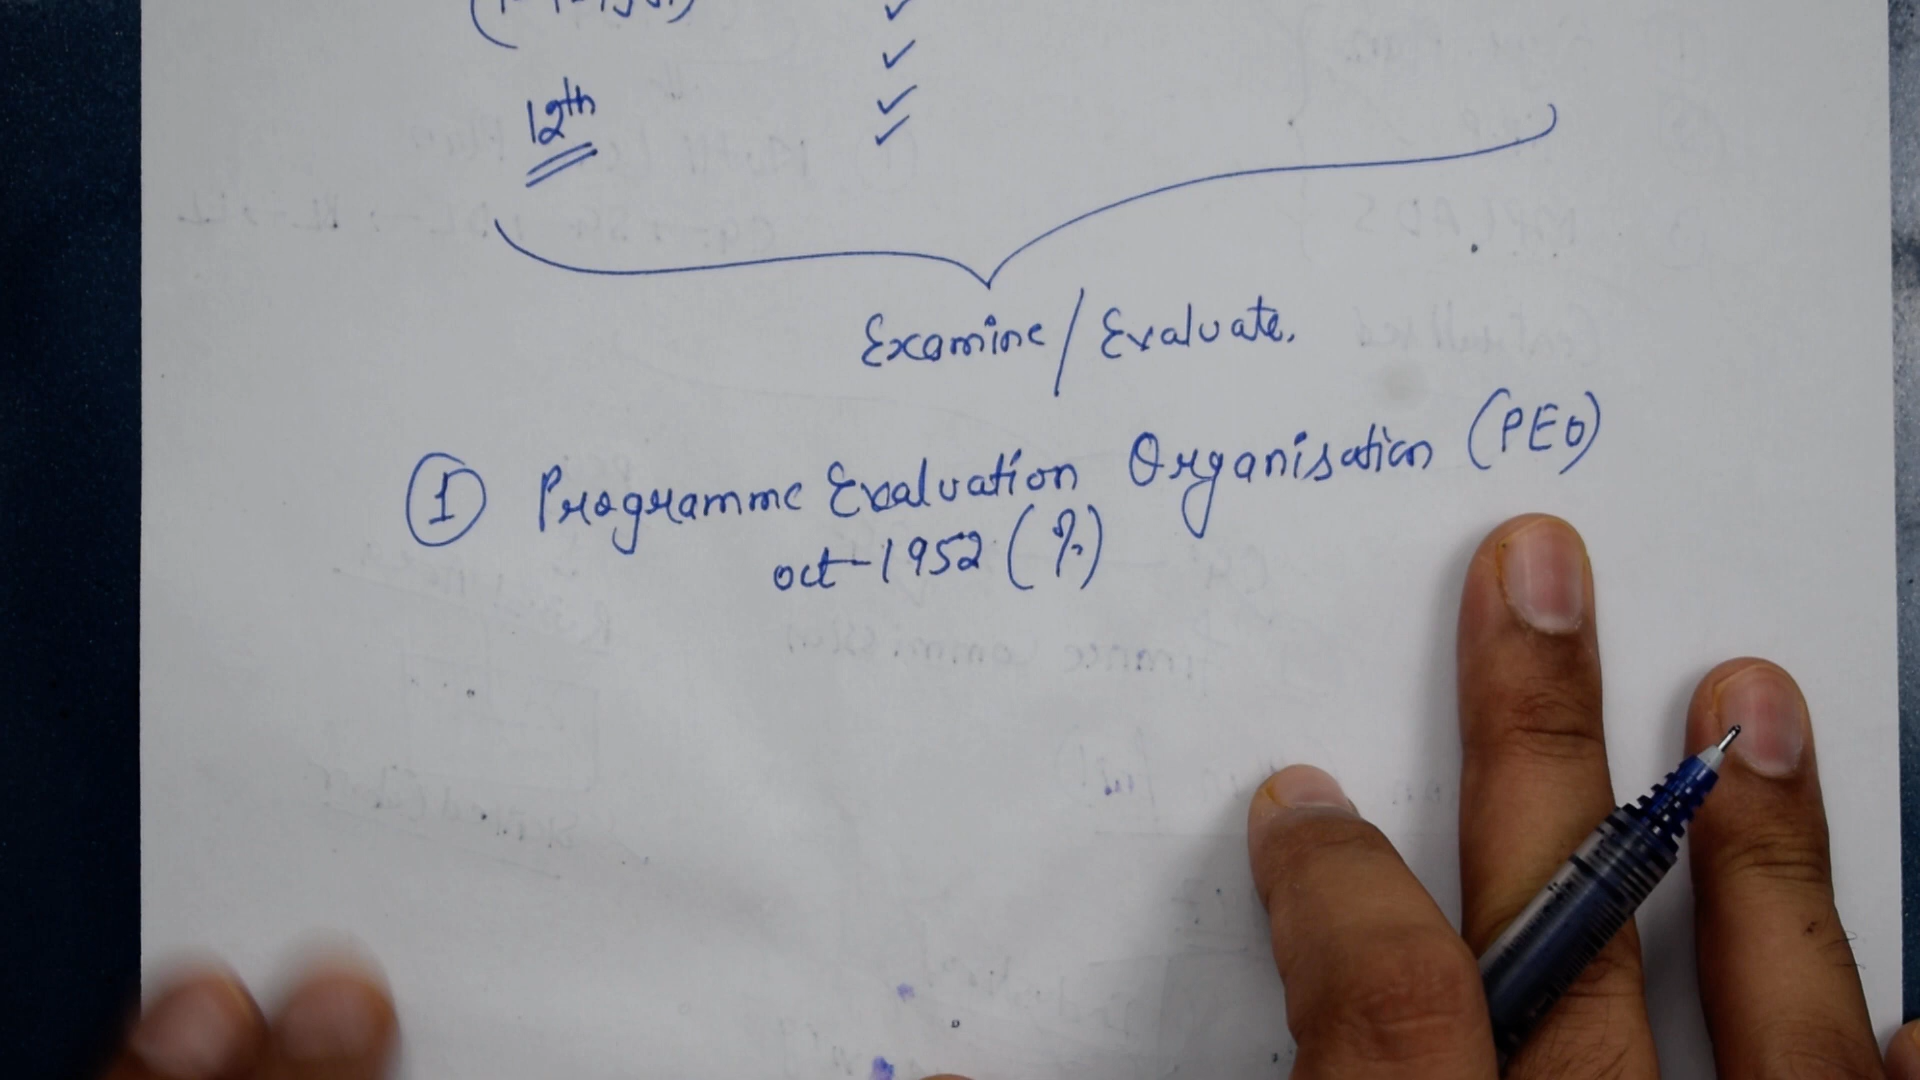 12th
Examine / Evaluate.
① Programme Evaluation Organisation (PEO)
oct-1952 (%)